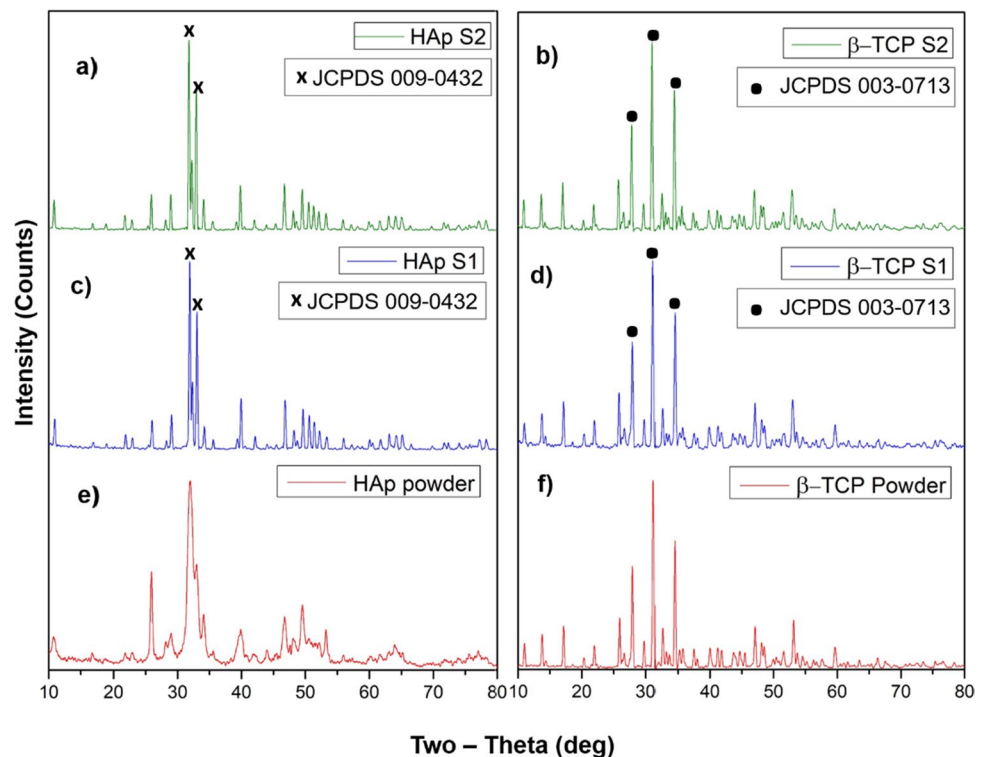 a)
x
x
HAp S2
x JCPDS 009-0432
b)
β–TCP S2
JCPDS 003-0713
c)
x
x
HAp S1
x JCPDS 009-0432
d)
β–TCP S1
JCPDS 003-0713
e)
HAp powder
f)
β–TCP Powder
Intensity (Counts)
10 20 30 40 50 60 70 80
10 20 30 40 50 60 70 80
Two – Theta (deg)